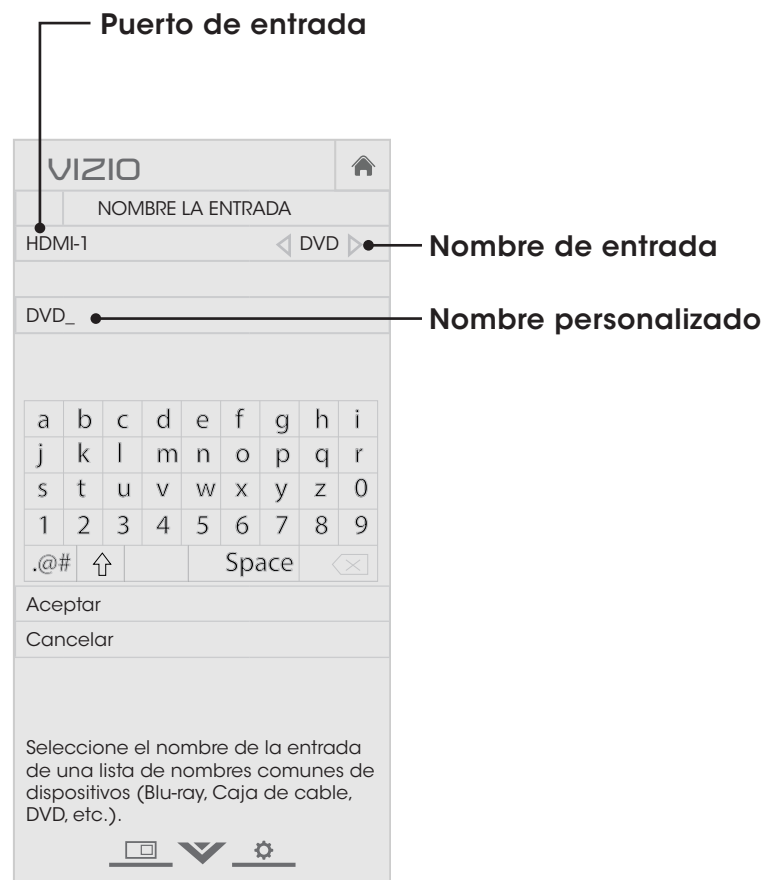 Puerto de entrada
VIZIO
NOMBRE LA ENTRADA
HDMI-1 DVD
Nombre de entrada
DVD_
Nombre personalizado
a b c d e f g h i
j k l m n o p q r
s t u v w x y z 0
1 2 3 4 5 6 7 8 9
.@# Space
Aceptar
Cancelar
Seleccione el nombre de la entrada
de una lista de nombres comunes de
dispositivos (Blu-ray, Caja de cable,
DVD, etc.).